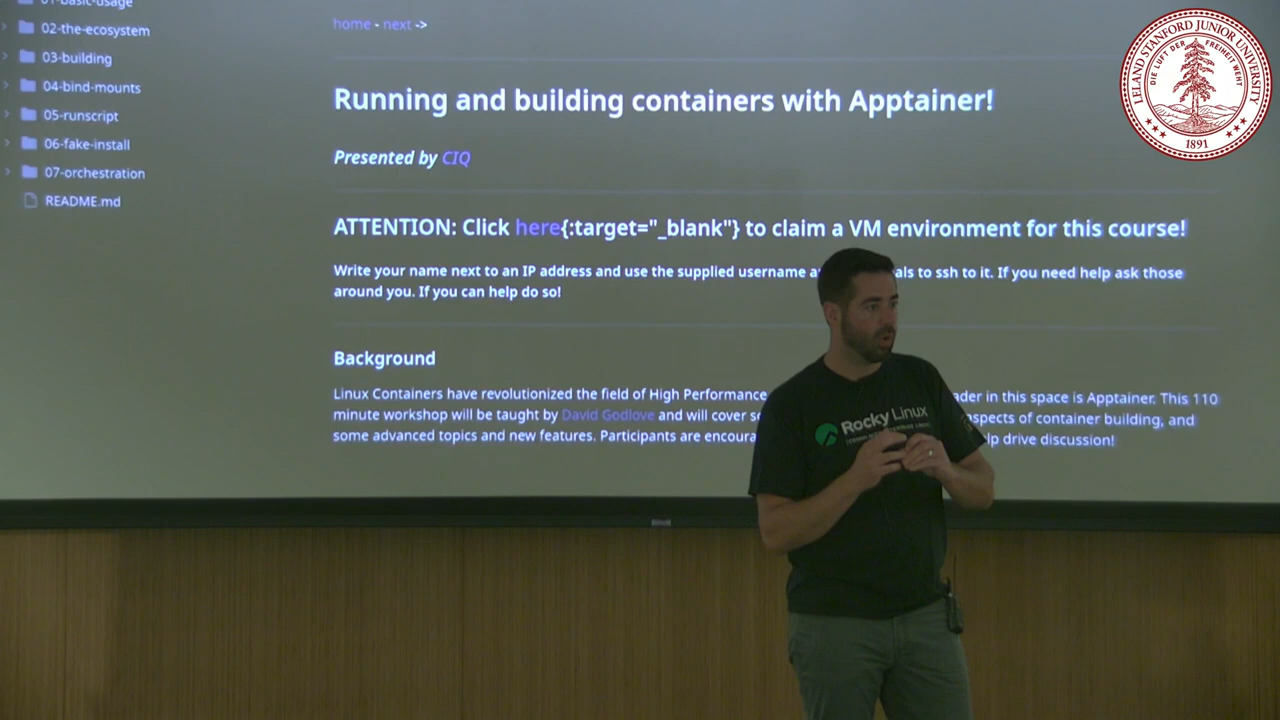 01-basic-usage
02-the-ecosystem
03-building
04-bind-mounts
05-runscript
06-fake-install
07-orchestration
README.md
home - next ->
Running and building containers with Apptainer!
Presented by CIQ
ATTENTION: Click here{:target="_blank"} to claim a VM environment for this course!
Write your name next to an IP address and use the supplied username a als to ssh to it. If you need help ask those
around you. If you can help do so!
Background
Linux Containers have revolutionized the field of High Performance ader in this space is Apptainer. This 110
minute workshop will be taught by David Godlove and will cover s aspects of container building, and
some advanced topics and new features. Participants are encoura lp drive discussion!
Rocky Linux
LELAND STANFORD JUNIOR UNIVERSITY
DIE LUFT DER FREIHEIT WEHT
1891